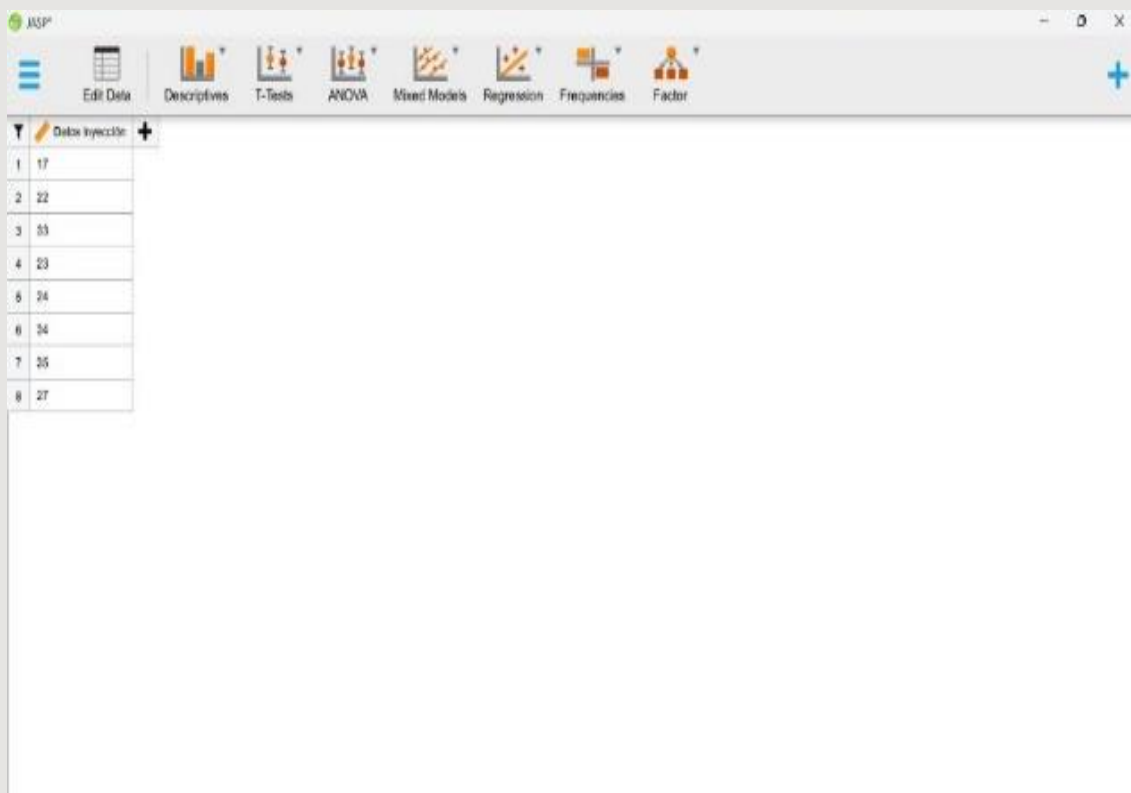 JASP*
Edit Data Descriptives T-Tests ANOVA Mixed Models Regression Frequencies Factor
Datos Inyección
1 17
2 22
3 33
4 23
5 24
6 34
7 35
8 27